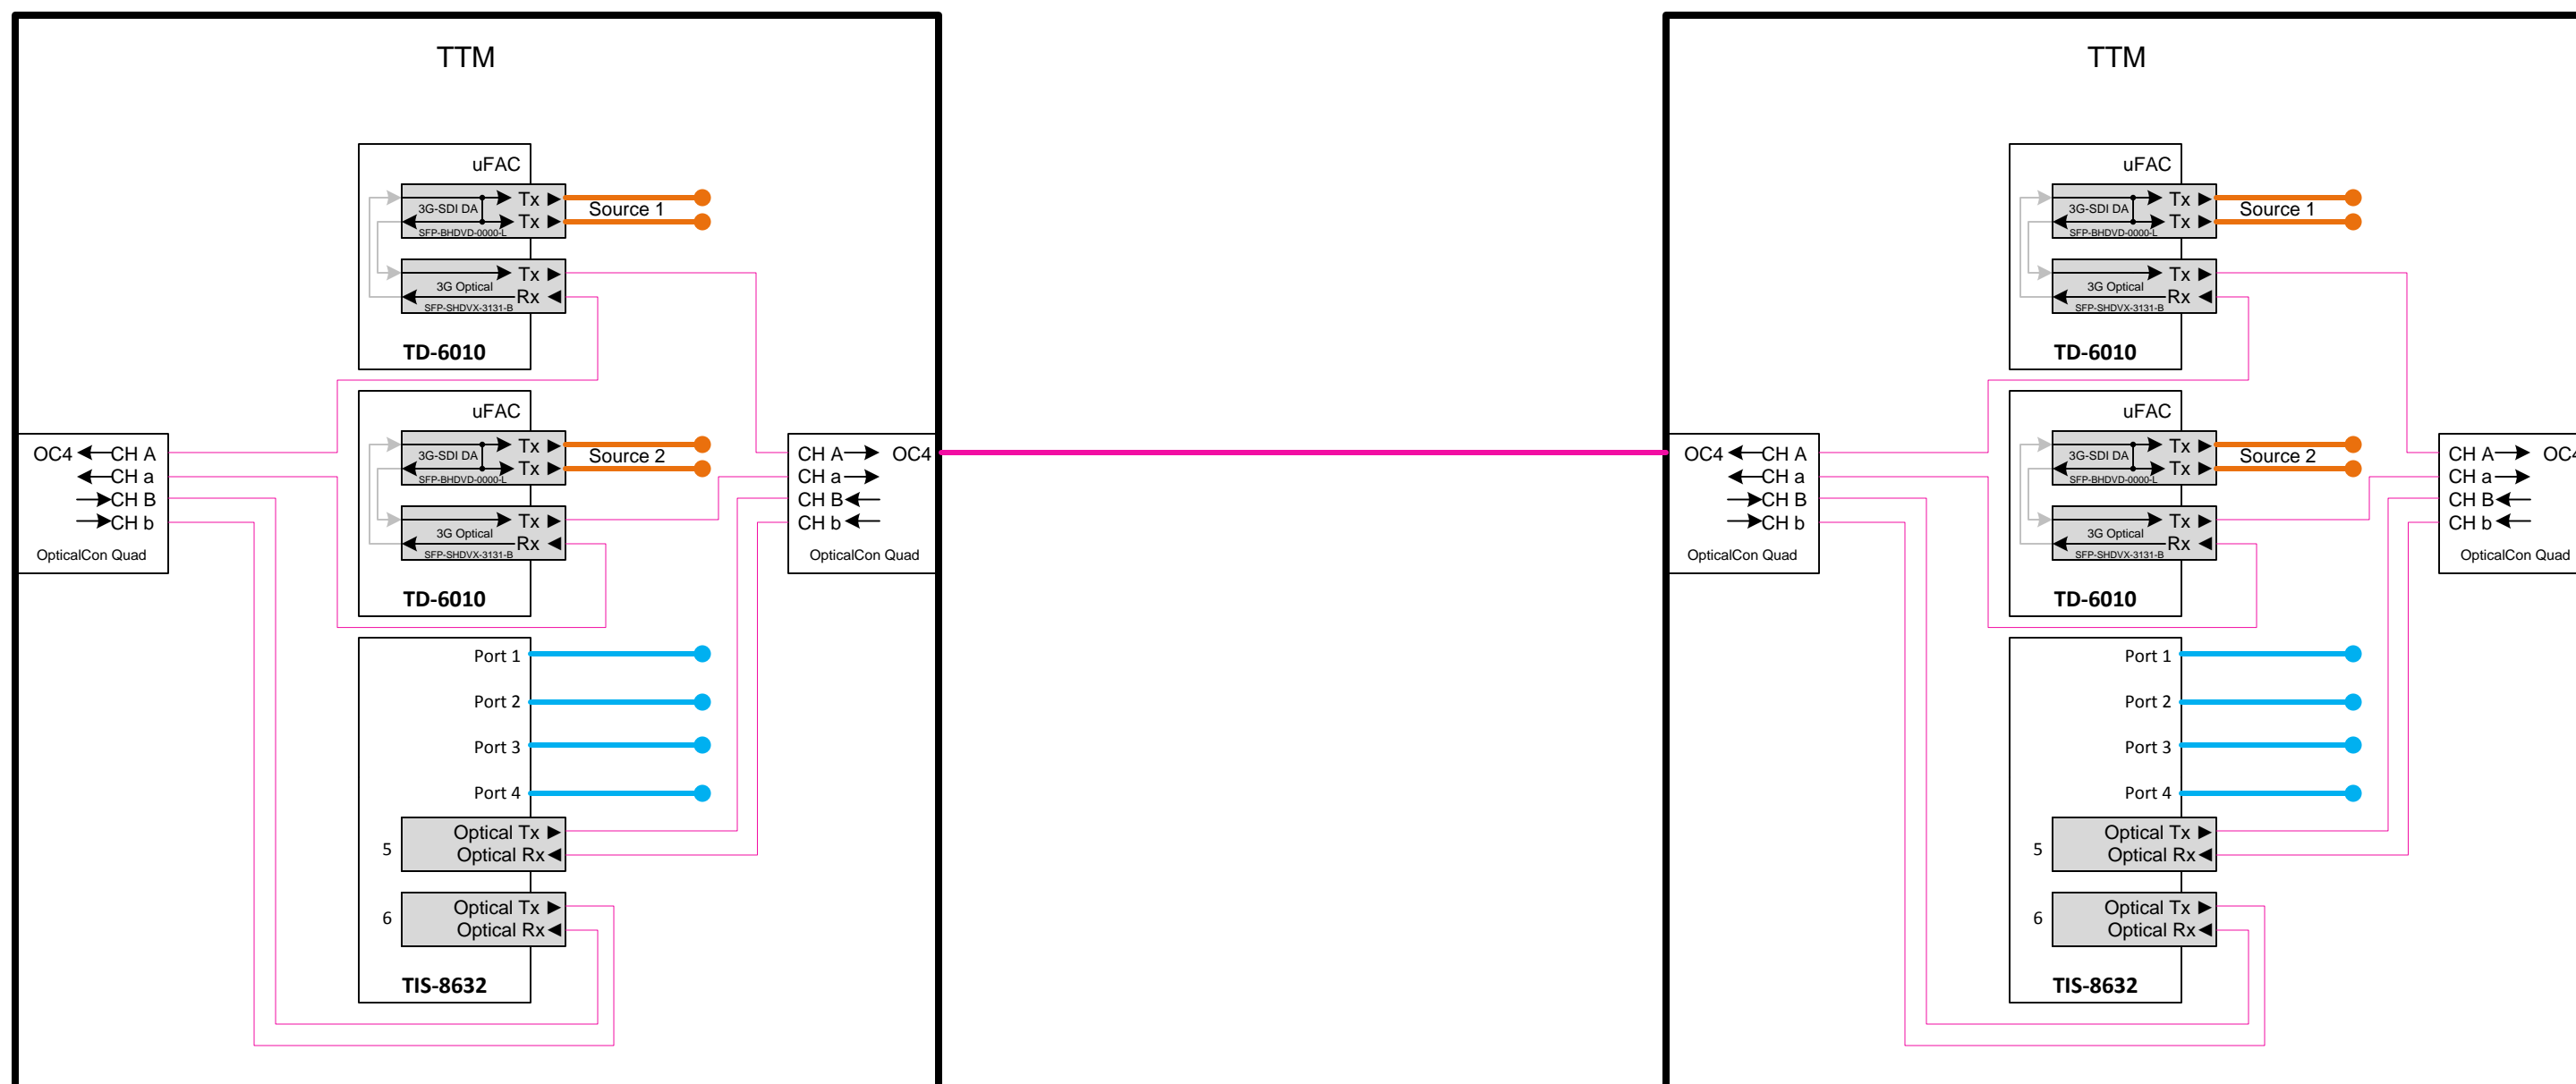 TTM
uFAC
3G-SDI DA
Tx
Tx
SFP-BHDVD-0000-L
Source 1
3G Optical
Tx
Rx
SFP-SHDVX-3131-B
TD-6010
uFAC
3G-SDI DA
Tx
Tx
SFP-BHDVD-0000-L
Source 2
3G Optical
Tx
Rx
SFP-SHDVX-3131-B
TD-6010
OC4 CH A
CH a
CH B
CH b
OpticalCon Quad
CH A OC4
CH a
CH B
CH b
OpticalCon Quad
Port 1
Port 2
Port 3
Port 4
5
Optical Tx
Optical Rx
6
Optical Tx
Optical Rx
TIS-8632
TTM
uFAC
3G-SDI DA
Tx
Tx
SFP-BHDVD-0000-L
Source 1
3G Optical
Tx
Rx
SFP-SHDVX-3131-B
TD-6010
uFAC
3G-SDI DA
Tx
Tx
SFP-BHDVD-0000-L
Source 2
3G Optical
Tx
Rx
SFP-SHDVX-3131-B
TD-6010
OC4 CH A
CH a
CH B
CH b
OpticalCon Quad
CH A OC4
CH a
CH B
CH b
OpticalCon Quad
Port 1
Port 2
Port 3
Port 4
5
Optical Tx
Optical Rx
6
Optical Tx
Optical Rx
TIS-8632